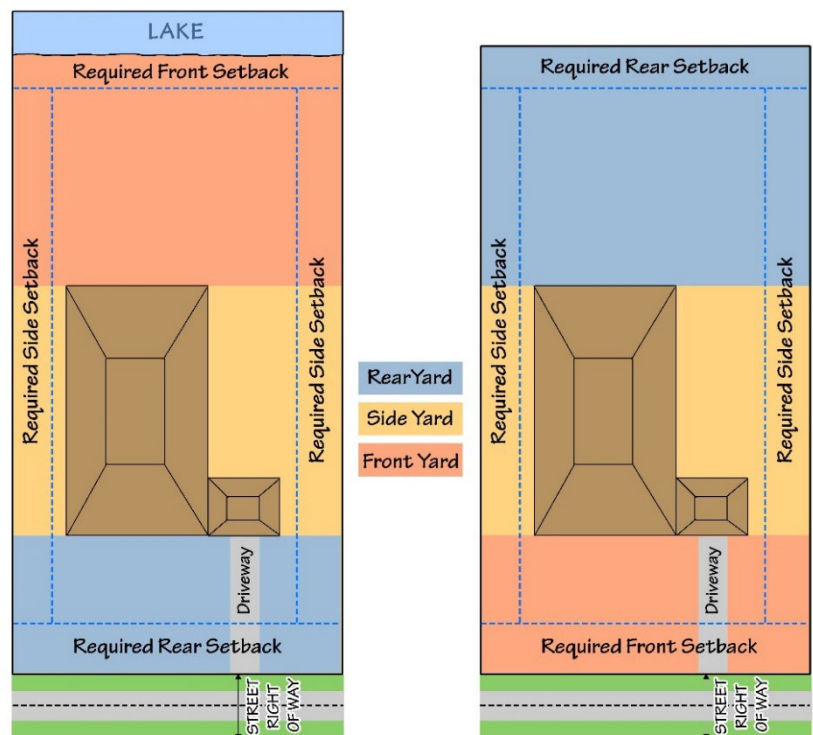 LAKE
Required Front Setback
Required Side Setback
Required Side Setback
Driveway
Required Rear Setback
STREET
RIGHT
OF WAY
RearYard
Side Yard
Front Yard
Required Rear Setback
Required Side Setback
Required Side Setback
Driveway
Required Front Setback
STREET
RIGHT
OF WAY